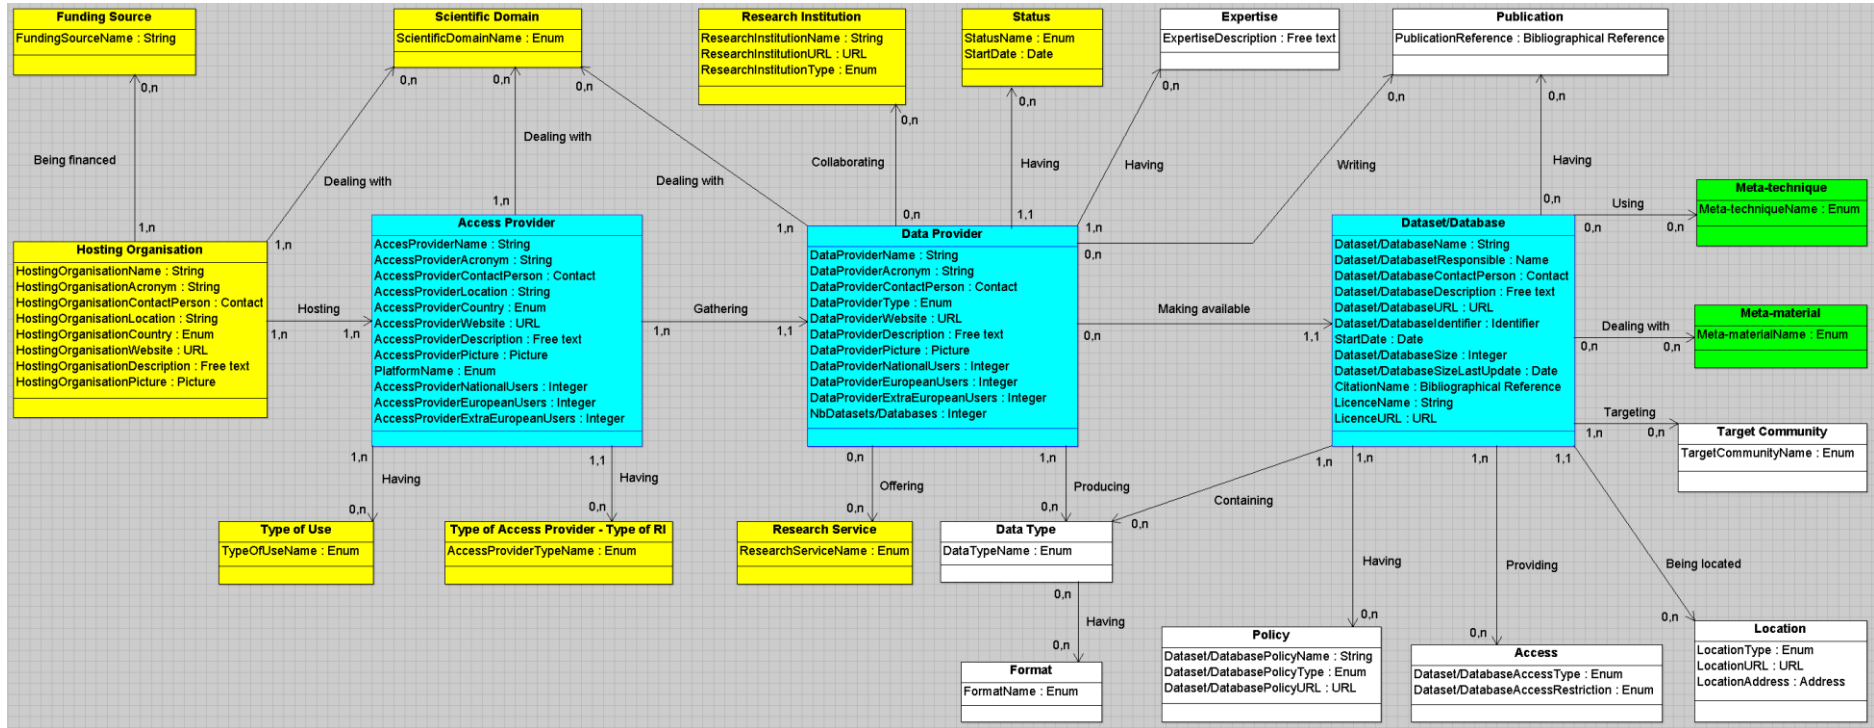 Funding Source
FundingSourceName : String
Scientific Domain
ScientificDomainName : Enum
Research Institution
ResearchInstitutionName : String
ResearchInstitutionURL : URL
ResearchInstitutionType : Enum
Status
StatusName : Enum
StartDate : Date
Expertise
ExpertiseDescription : Free text
Publication
PublicationReference : Bibliographical Reference
0,n
0,n
0,n
0,n
0,n
0,n
0,n
0,n
0,n
Being financed
Dealing with
Dealing with
Dealing with
Collaborating
Having
Having
Writing
Having
1,n
1,n
1,n
1,n
0,n
1,1
1,n
0,n
0,n
Hosting Organisation
HostingOrganisationName : String
HostingOrganisationAcronym : String
HostingOrganisationContactPerson : Contact
HostingOrganisationLocation : String
HostingOrganisationCountry : Enum
HostingOrganisationWebsite : URL
HostingOrganisationDescription : Free text
HostingOrganisationPicture : Picture
Hosting
1,n
1,n
Access Provider
AccesProviderName : String
AccessProviderAcronym : String
AccessProviderContactPerson : Contact
AccessProviderLocation : String
AccessProviderCountry : Enum
AccessProviderWebsite : URL
AccessProviderDescription : Free text
AccessProviderPicture : Picture
PlatformName : Enum
AccessProviderNationalUsers : Integer
AccessProviderEuropeanUsers : Integer
AccessProviderExtraEuropeanUsers : Integer
Gathering
1,n
1,1
Data Provider
DataProviderName : String
DataProviderAcronym : String
DataProviderContactPerson : Contact
DataProviderType : Enum
DataProviderWebsite : URL
DataProviderDescription : Free text
DataProviderPicture : Picture
DataProviderNationalUsers : Integer
DataProviderEuropeanUsers : Integer
DataProviderExtraEuropeanUsers : Integer
NbDatasets/Databases : Integer
Making available
0,n
1,1
Dataset/Database
Dataset/DatabaseName : String
Dataset/DatabasetResponsible : Name
Dataset/DatabaseContactPerson : Contact
Dataset/DatabaseDescription : Free text
Dataset/DatabaseURL : URL
Dataset/DatabaseIdentifier : Identifier
StartDate : Date
Dataset/DatabaseSize : Integer
Dataset/DatabaseSizeLastUpdate : Date
CitationName : Bibliographical Reference
LicenceName : String
LicenceURL : URL
Using
0,n
0,n
Meta-technique
Meta-techniqueName : Enum
Dealing with
0,n
0,n
Meta-material
Meta-materialName : Enum
Targeting
1,n
0,n
Target Community
TargetCommunityName : Enum
1,n
Having
0,n
1,1
Having
0,n
0,n
Offering
0,n
1,n
Producing
0,n
1,n
Containing
0,n
1,n
Having
0,n
1,n
Providing
0,n
1,1
Being located
0,n
Type of Use
TypeOfUseName : Enum
Type of Access Provider - Type of RI
AccessProviderTypeName : Enum
Research Service
ResearchServiceName : Enum
Data Type
DataTypeName : Enum
0,n
Having
0,n
Format
FormatName : Enum
Policy
Dataset/DatabasePolicyName : String
Dataset/DatabasePolicyType : Enum
Dataset/DatabasePolicyURL : URL
Access
Dataset/DatabaseAccessType : Enum
Dataset/DatabaseAccessRestriction : Enum
Location
LocationType : Enum
LocationURL : URL
LocationAddress : Address